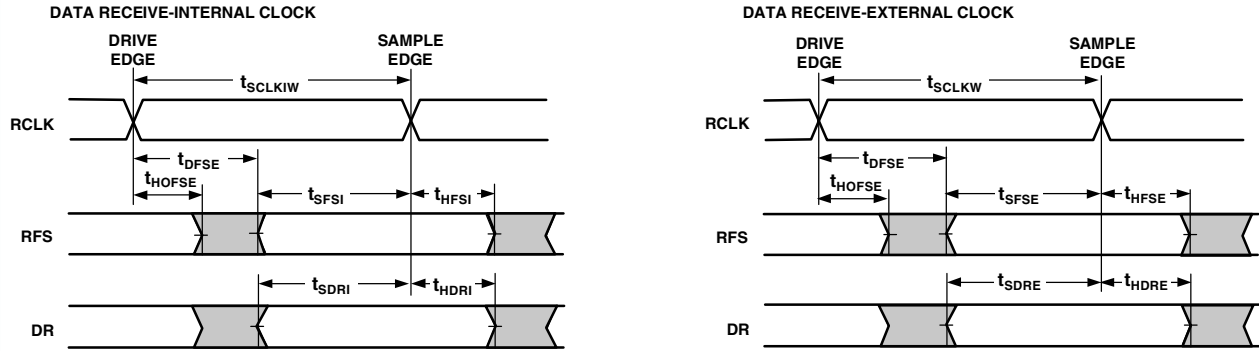 DATA RECEIVE-INTERNAL CLOCK
DRIVE
EDGE
SAMPLE
EDGE
tSCLKIW
RCLK
tDFSE
tHOFSE
tSFSI
tHFSI
RFS
tSDRI
tHDRI
DR
DATA RECEIVE-EXTERNAL CLOCK
DRIVE
EDGE
SAMPLE
EDGE
tSCLKW
RCLK
tDFSE
tHOFSE
tSFSE
tHFSE
RFS
tSDRE
tHDRE
DR